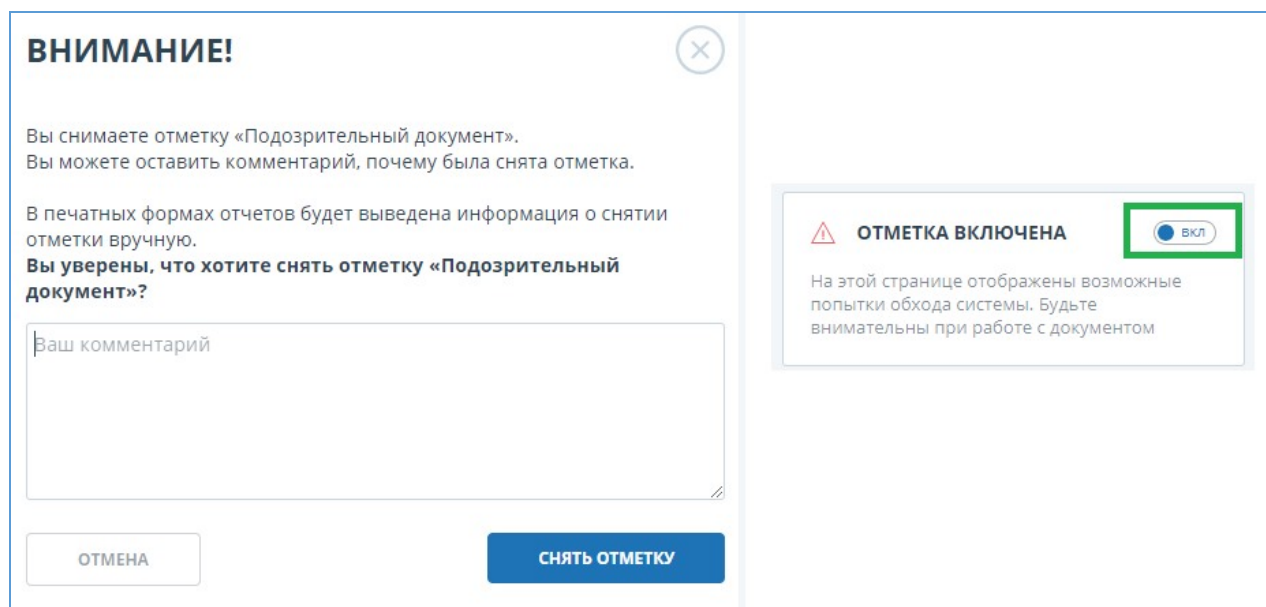 ВНИМАНИЕ!
Вы снимаете отметку «Подозрительный документ».
Вы можете оставить комментарий, почему была снята отметка.
В печатных формах отчетов будет выведена информация о снятии
отметки вручную.
Вы уверены, что хотите снять отметку «Подозрительный
документ»?
Ваш комментарий
ОТМЕНА
СНЯТЬ ОТМЕТКУ
ОТМЕТКА ВКЛЮЧЕНА
ВКЛ
На этой странице отображены возможные
попытки обхода системы. Будьте
внимательны при работе с документом